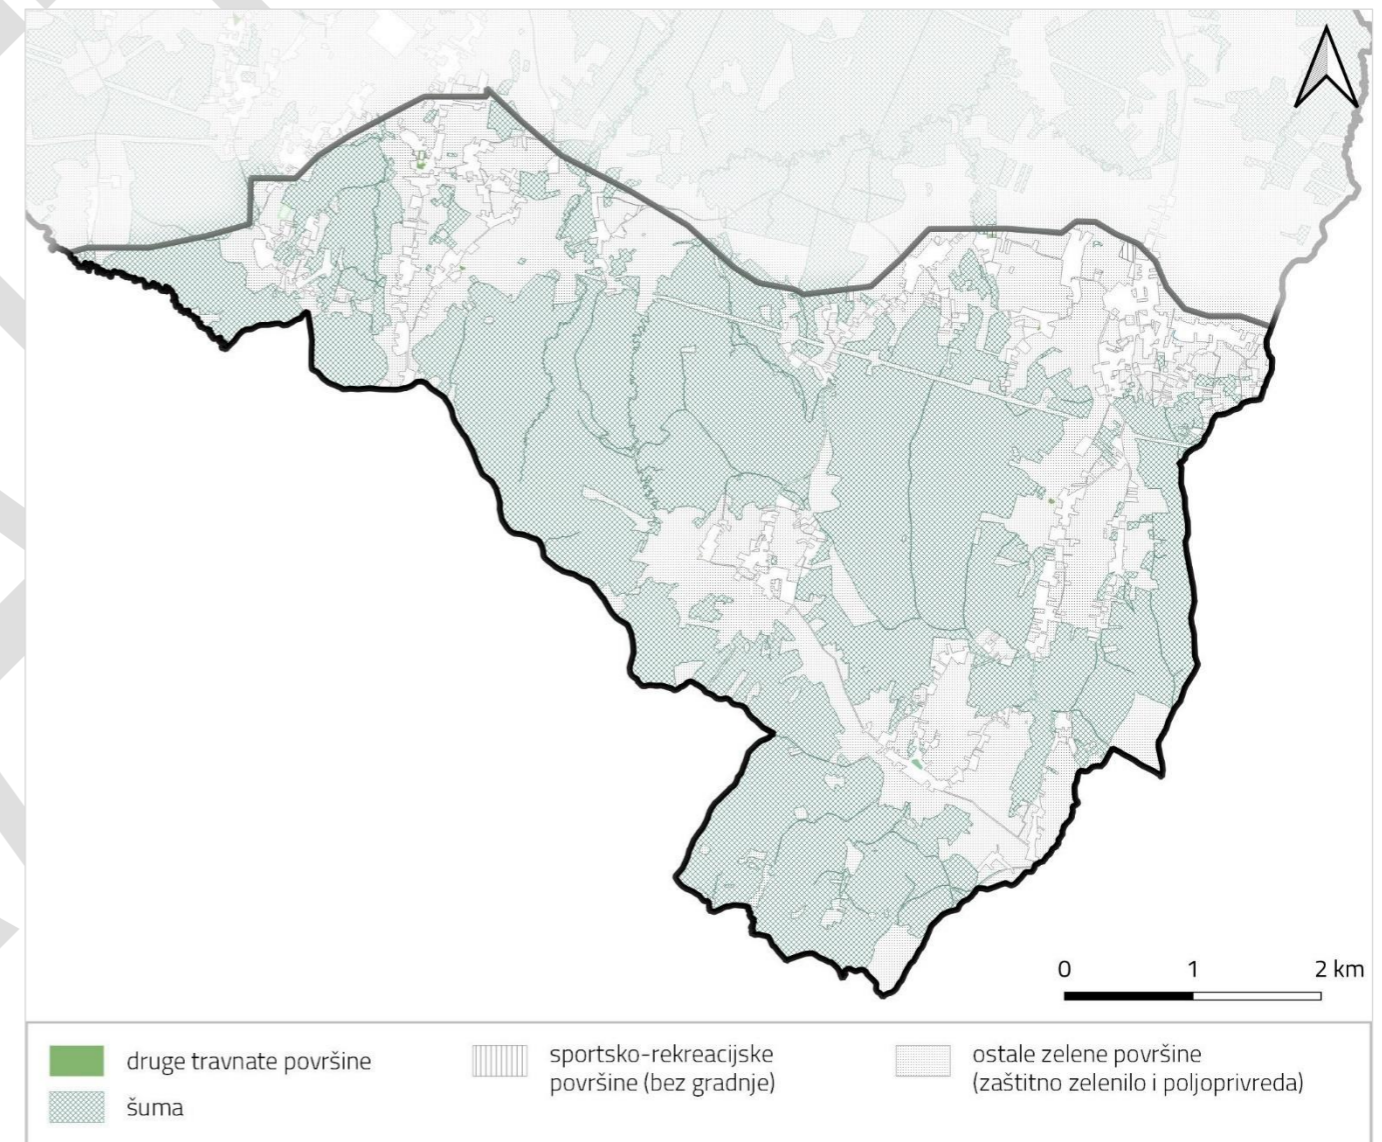 0 1 2 km
druge travnate površine
šuma
sportsko-rekreacijske
površine (bez gradnje)
ostale zelene površine
(zaštitno zelenilo i poljoprivreda)